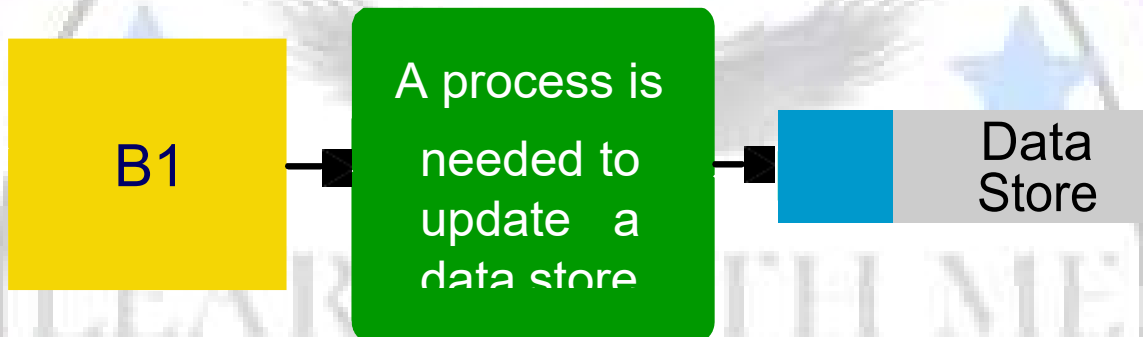 B1
A process is
needed to
update a
data store
Data
Store